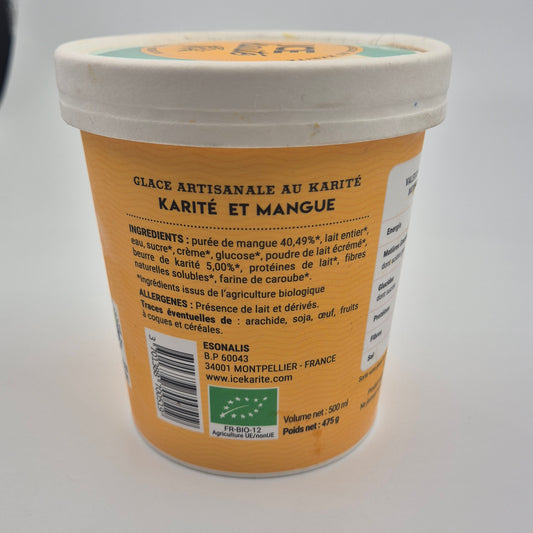 GLACE ARTISANALE AU KARITÉ
KARITÉ ET MANGUE
INGREDIENTS : purée de mangue 40,49%*, lait entier*,
eau, sucre*, crème*, glucose*, poudre de lait écrémé*,
beurre de karité 5,00%*, protéines de lait*, fibres
naturelles solubles*, farine de caroube*.
*ingrédients issus de l'agriculture biologique
ALLERGENES : Présence de lait et dérivés.
Traces éventuelles de : arachide, soja, œuf, fruits
à coques et céréales.
ESONALIS
B.P 60043
34001 MONTPELLIER - FRANCE
www.icekarite.com
FR-BIO-12
Agriculture UE/nonUE
Volume net : 500 ml
Poids net : 475 g
Energie
Matières
Glucides
Protéines
Fibres
Sel